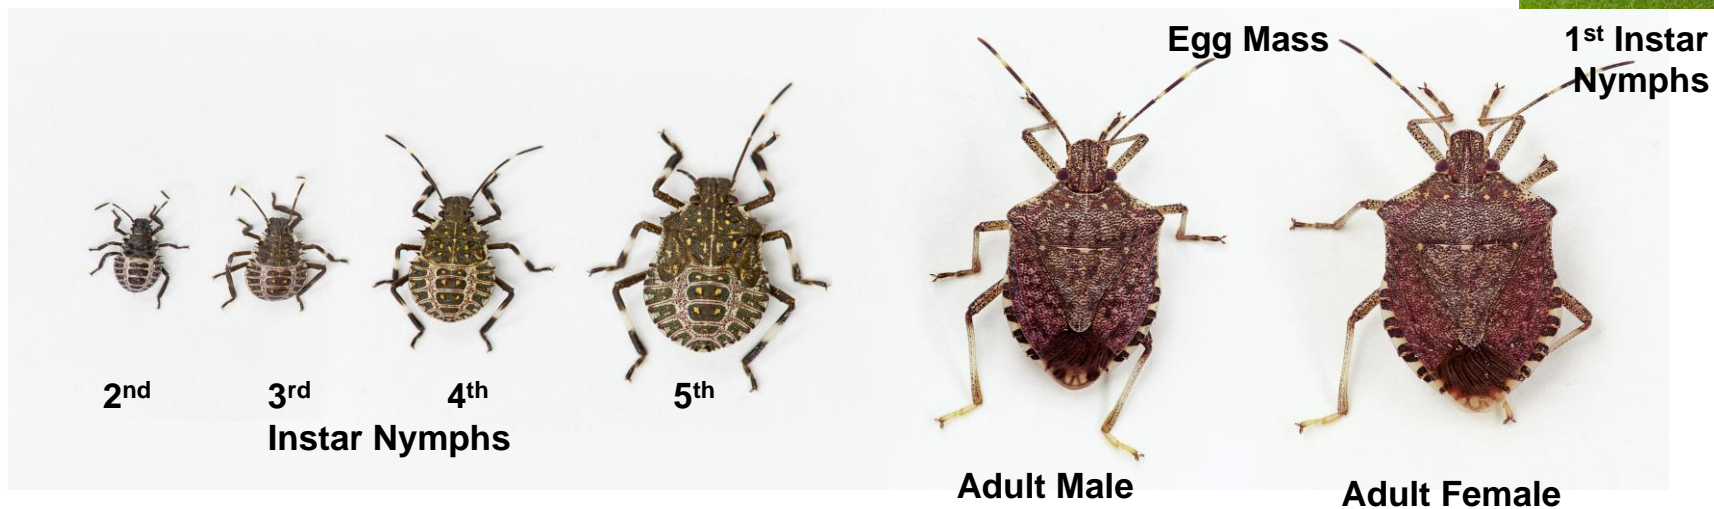 Egg Mass
1st Instar
Nymphs
2nd
3rd
4th
5th
Instar Nymphs
Adult Male
Adult Female